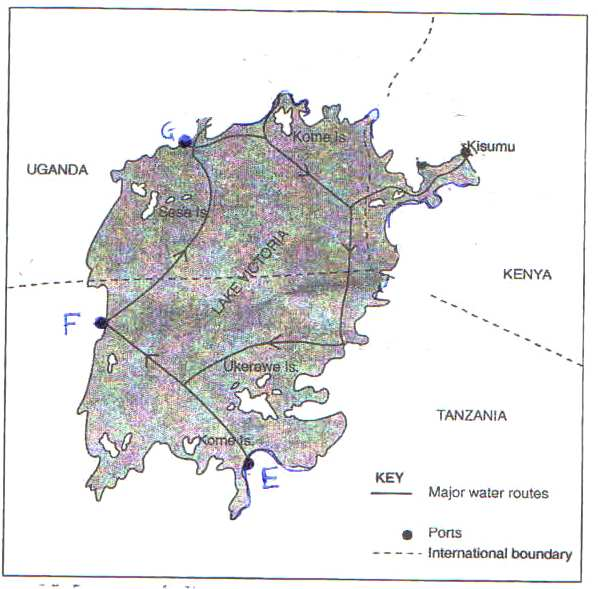 G
Kome Is.
Kisumu
UGANDA
Sese Is.
LAKE VICTORIA
KENYA
F
Ukerewe Is.
TANZANIA
Kome Is.
E
KEY
Major water routes
Ports
International boundary